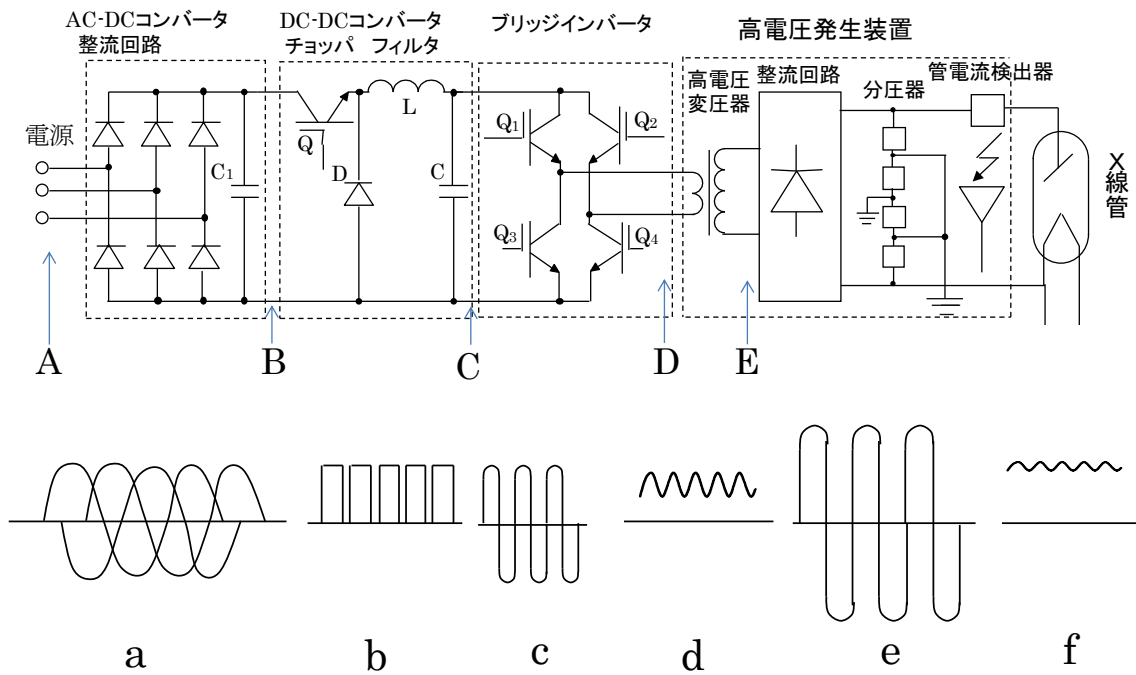 AC-DCコンバータ
整流回路
DC-DCコンバータ
チョッパ フィルタ
ブリッジインバータ
高電圧発生装置
高電圧
変圧器
整流回路
分圧器
管電流検出器
電源
C1
Q
D
L
C
Q1
Q2
Q3
Q4
X線管
A
B
C
D
E
a
b
c
d
e
f